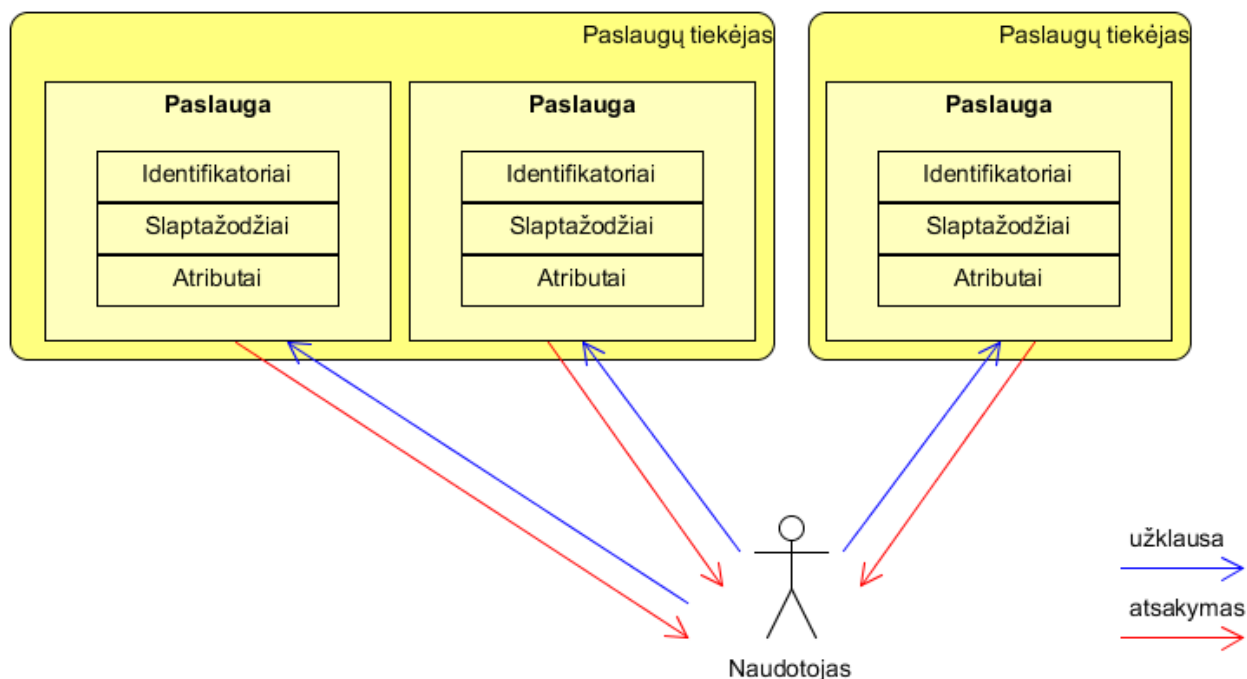 Paslaugų tiekėjas
Paslauga
Identifikatoriai
Slaptažodžiai
Atributai
Paslauga
Identifikatoriai
Slaptažodžiai
Atributai
Paslaugų tiekėjas
Paslauga
Identifikatoriai
Slaptažodžiai
Atributai
Naudotojas
užklausa
atsakymas